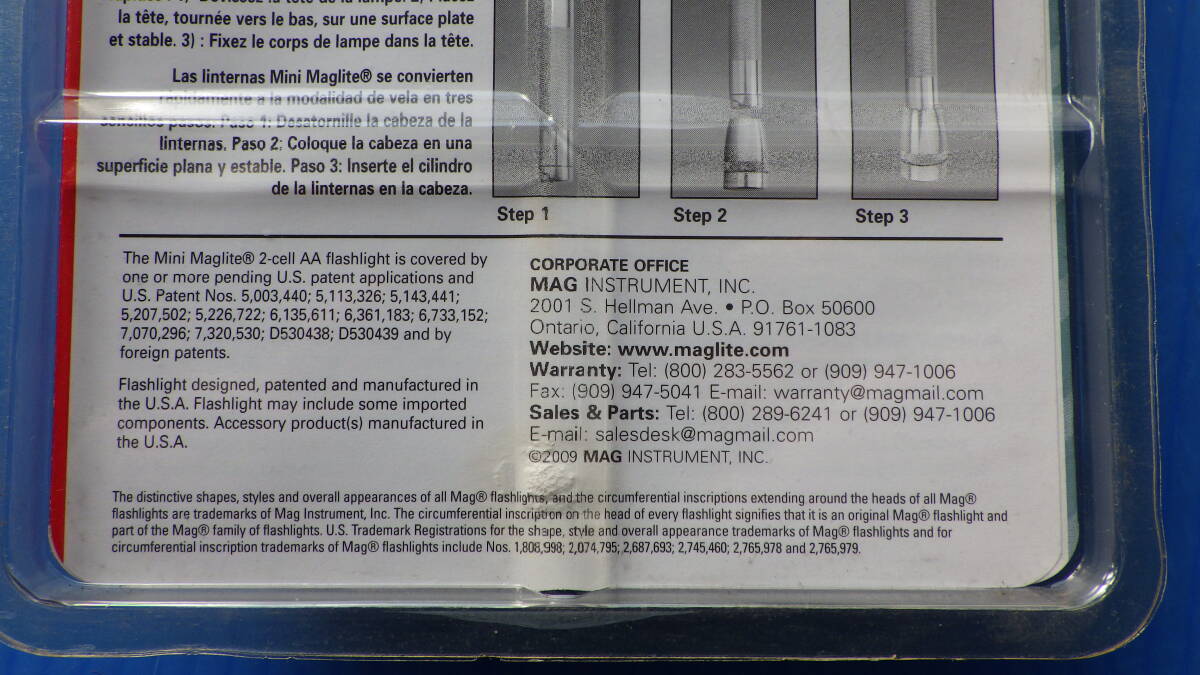 la tête, tournée vers le bas, sur une surface plate
et stable. 3) : Fixez le corps de lampe dans la tête.
Las linternas Mini Maglite® se convierten
rápidamente a la modalidad de vela en tres
sencillos pasos. Paso 1: Desatornille la cabeza de la
linternas. Paso 2: Coloque la cabeza en una
superficie plana y estable. Paso 3: Inserte el cilindro
de la linternas en la cabeza.
Step 1
Step 2
Step 3
The Mini Maglite® 2-cell AA flashlight is covered by
one or more pending U.S. patent applications and
U.S. Patent Nos. 5,003,440; 5,113,326; 5,143,441;
5,207,502; 5,226,722; 6,135,611; 6,361,183; 6,733,152;
7,070,296; 7,320,530; D530438; D530439 and by
foreign patents.
Flashlight designed, patented and manufactured in
the U.S.A. Flashlight may include some imported
components. Accessory product(s) manufactured in
the U.S.A.
CORPORATE OFFICE
MAG INSTRUMENT, INC.
2001 S. Hellman Ave. • P.O. Box 50600
Ontario, California U.S.A. 91761-1083
Website: www.maglite.com
Warranty: Tel: (800) 283-5562 or (909) 947-1006
Fax: (909) 947-5041 E-mail: warranty@magmail.com
Sales & Parts: Tel: (800) 289-6241 or (909) 947-1006
E-mail: salesdesk@magmail.com
©2009 MAG INSTRUMENT, INC.
The distinctive shapes, styles and overall appearances of all Mag® flashlights, and the circumferential inscriptions extending around the heads of all Mag®
flashlights are trademarks of Mag Instrument, Inc. The circumferential inscription on the head of every flashlight signifies that it is an original Mag® flashlight and
part of the Mag® family of flashlights. U.S. Trademark Registrations for the shape, style and overall appearance trademarks of Mag® flashlights and for
circumferential inscription trademarks of Mag® flashlights include Nos. 1,808,998; 2,074,795; 2,687,693; 2,745,460; 2,765,978 and 2,765,979.